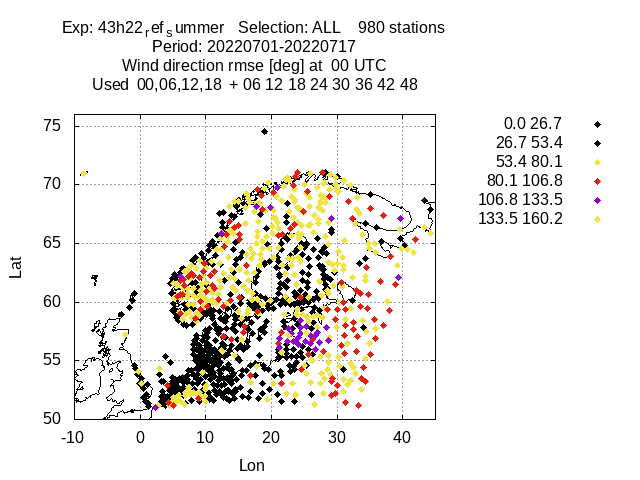 Exp: 43h22refsummer Selection: ALL 980 stations
Period: 20220701-20220717
Wind direction rmse [deg] at 00 UTC
Used 00,06,12,18 + 06 12 18 24 30 36 42 48
0.0 26.7
26.7 53.4
53.4 80.1
80.1 106.8
106.8 133.5
133.5 160.2
75
70
65
60
55
50
Lat
-10 0 10 20 30 40
Lon